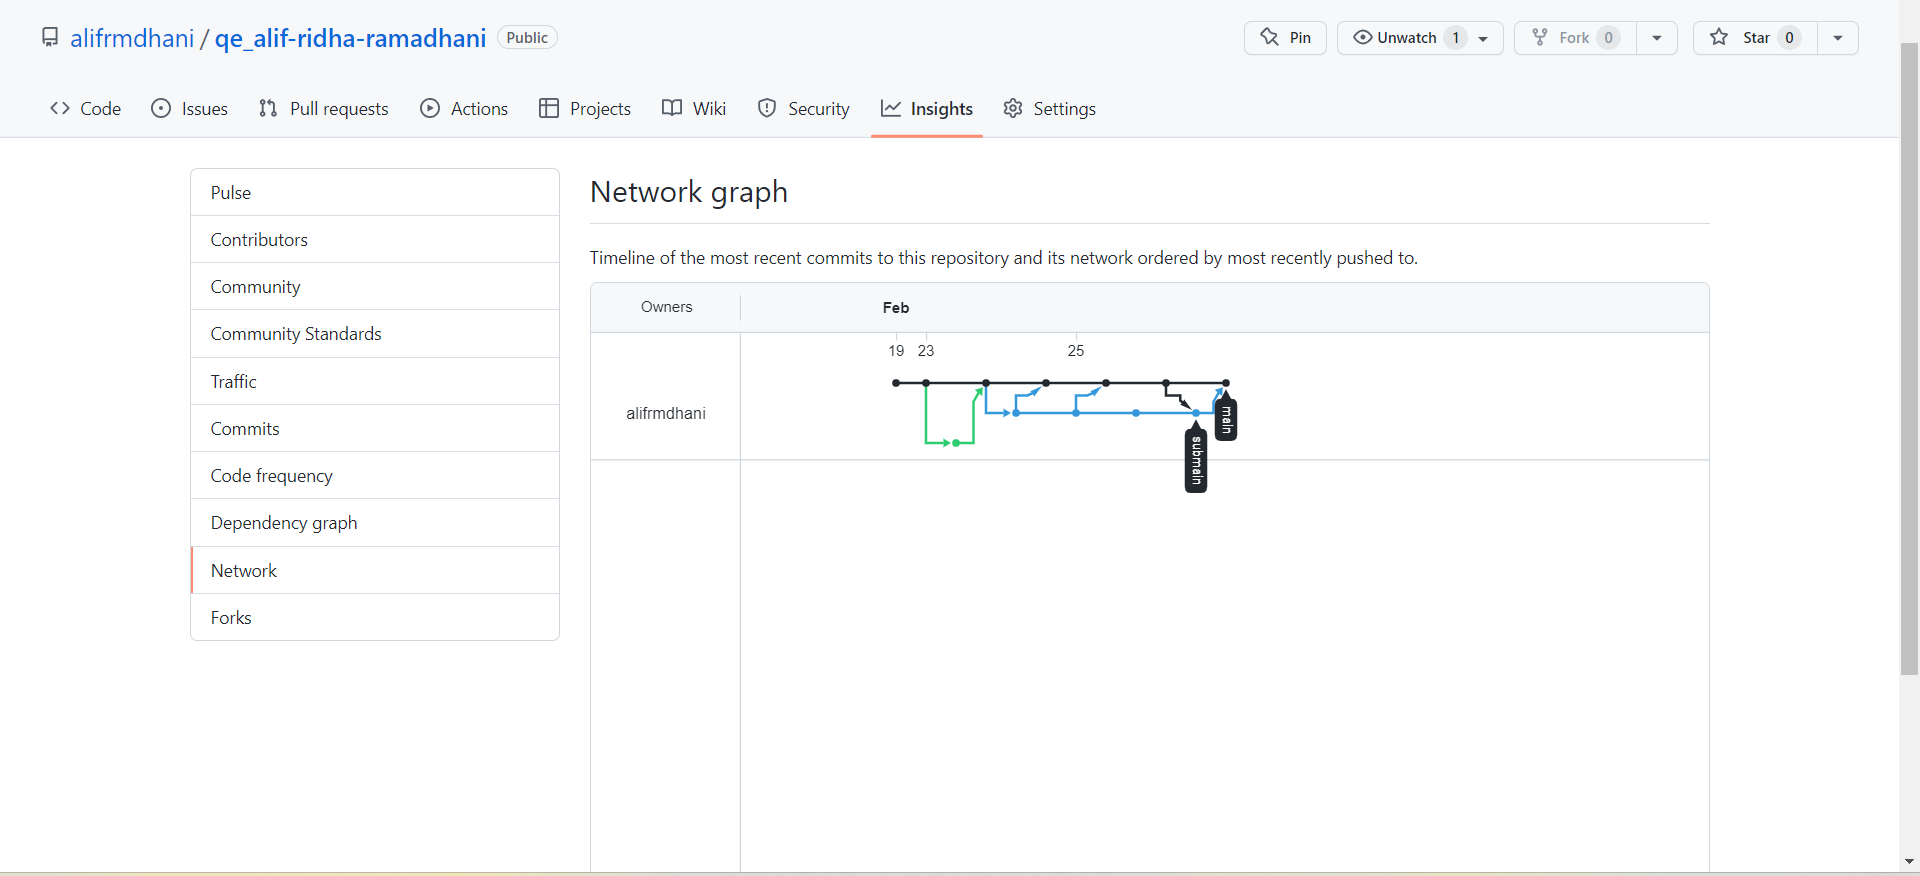 alifrmdhani / qe_alif-ridha-ramadhani Public
Pin
Unwatch 1
Fork 0
Star 0
Code
Issues
Pull requests
Actions
Projects
Wiki
Security
Insights
Settings
Pulse
Contributors
Community
Community Standards
Traffic
Commits
Code frequency
Dependency graph
Network
Forks
Network graph
Timeline of the most recent commits to this repository and its network ordered by most recently pushed to.
Owners
Feb
19 23 25
alifrmdhani
main
submain